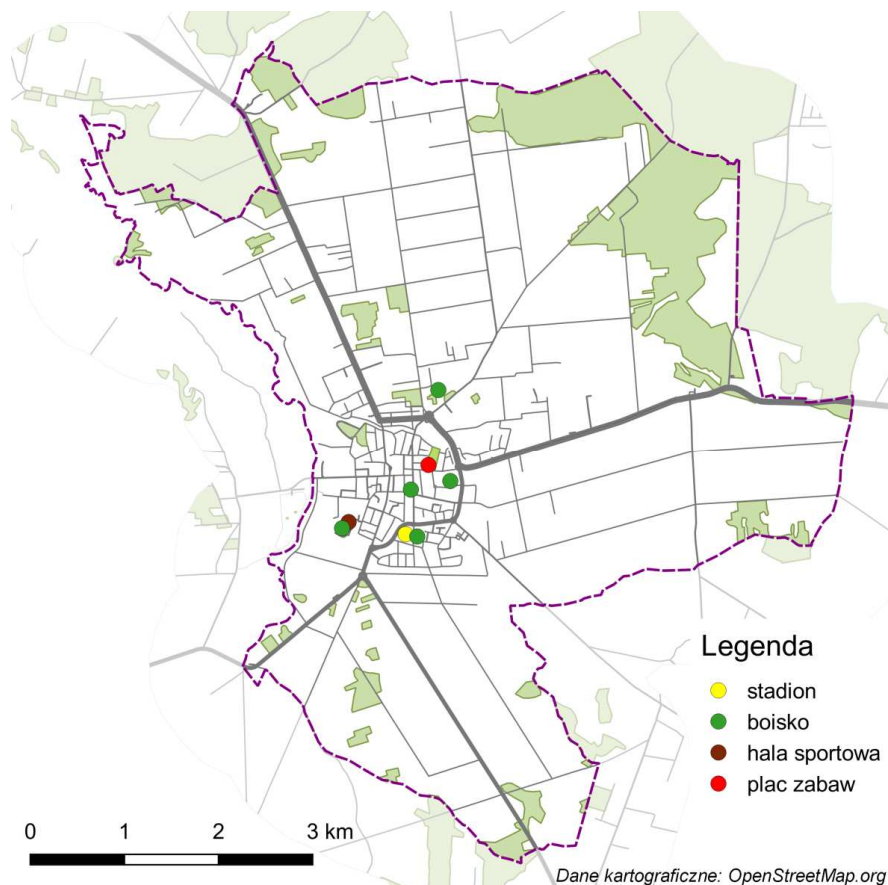 Legenda
stadion
boisko
hala sportowa
plac zabaw
0 1 2 3 km
Dane kartograficzne: OpenStreetMap.org